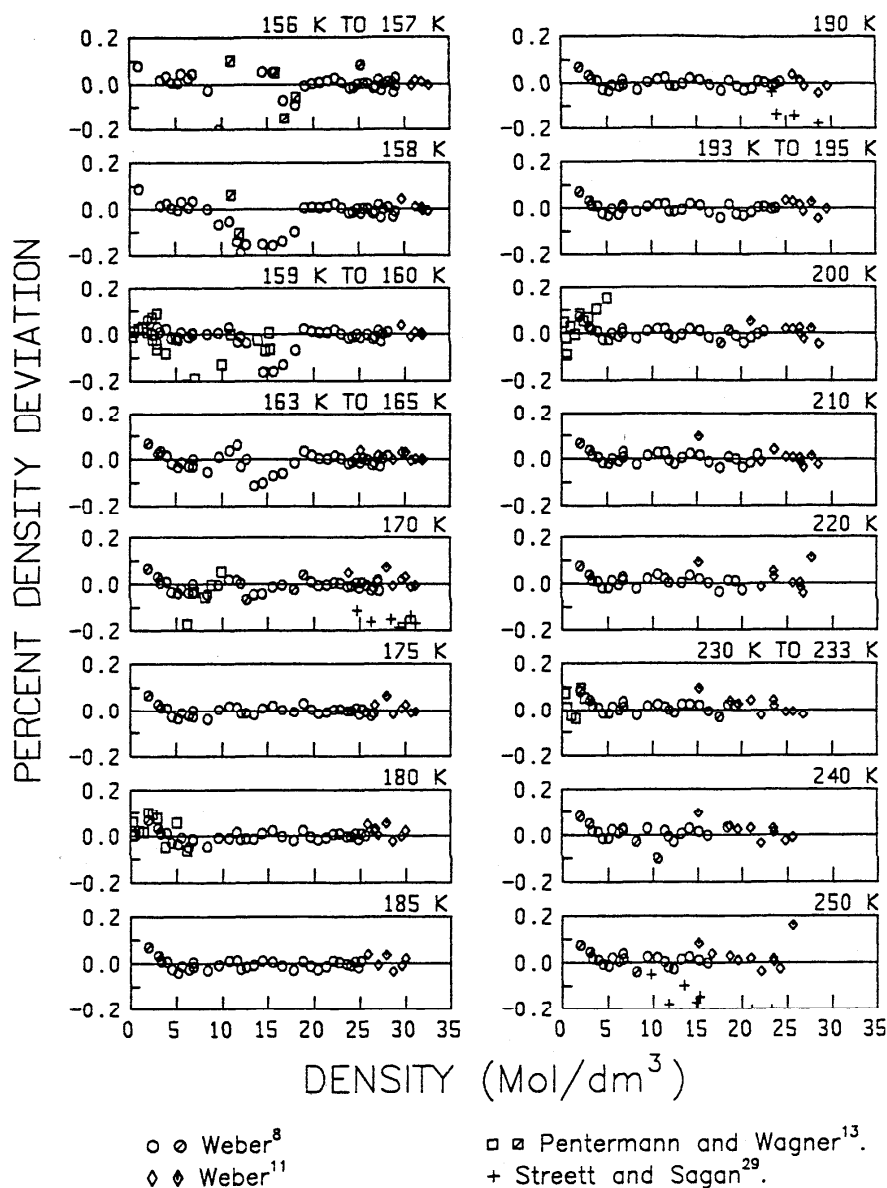 PERCENT DENSITY DEVIATION
156 K TO 157 K
0.2
0.0
-0.2
158 K
0.2
0.0
-0.2
159 K TO 160 K
0.2
0.0
-0.2
163 K TO 165 K
0.2
0.0
-0.2
170 K
0.2
0.0
-0.2
175 K
0.2
0.0
-0.2
180 K
0.2
0.0
-0.2
185 K
0.2
0.0
-0.2
0 5 10 15 20 25 30 35
190 K
0.2
0.0
-0.2
193 K TO 195 K
0.2
0.0
-0.2
200 K
0.2
0.0
-0.2
210 K
0.2
0.0
-0.2
220 K
0.2
0.0
-0.2
230 K TO 233 K
0.2
0.0
-0.2
240 K
0.2
0.0
-0.2
250 K
0.2
0.0
-0.2
0 5 10 15 20 25 30 35
DENSITY (Mol/dm³)
Weber⁸
Weber¹¹
Pentermann and Wagner¹³.
+ Streett and Sagan²⁹.